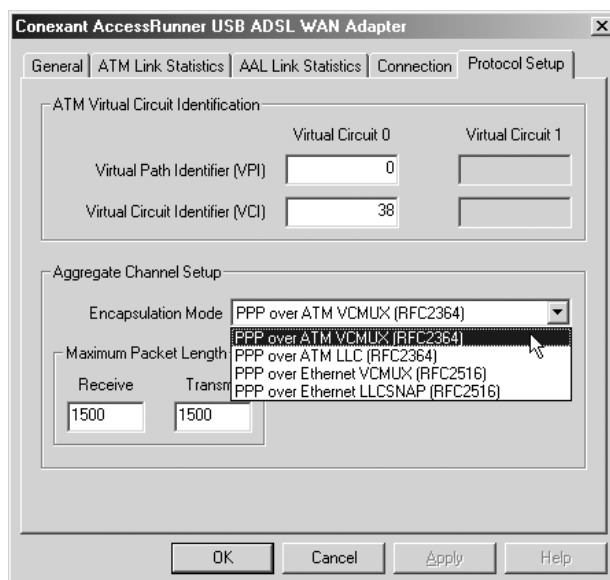 Conexant AccessRunner USB ADSL WAN Adapter
General ATM Link Statistics AAL Link Statistics Connection Protocol Setup
ATM Virtual Circuit Identification
Virtual Circuit 0 Virtual Circuit 1
Virtual Path Identifier (VPI) 0
Virtual Circuit Identifier (VCI) 38
Aggregate Channel Setup
Encapsulation Mode PPP over ATM VCMUX (RFC2364)
PPP over ATM VCMUX (RFC2364)
PPP over ATM LLC (RFC2364)
PPP over Ethernet VCMUX (RFC2516)
PPP over Ethernet LLCSNAP (RFC2516)
Maximum Packet Length
Receive Transm
1500 1500
OK Cancel Apply Help